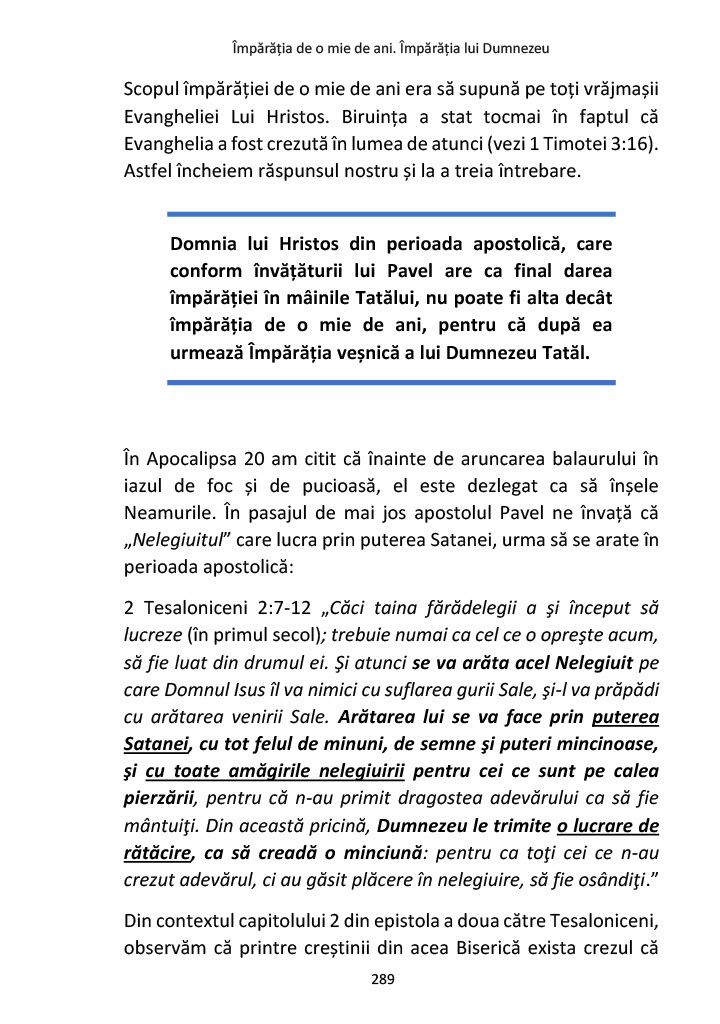 Împărăția de o mie de ani. Împărăția lui Dumnezeu
Scopul împărăției de o mie de ani era să supună pe toți vrăjmașii
Evangheliei Lui Hristos. Biruința a stat tocmai în faptul că
Evanghelia a fost crezută în lumea de atunci (vezi 1 Timotei 3:16).
Astfel încheiem răspunsul nostru și la a treia întrebare.
Domnia lui Hristos din perioada apostolică, care
conform învățăturii lui Pavel are ca final darea
împărăției în mâinile Tatălui, nu poate fi alta decât
împărăția de o mie de ani, pentru că după ea
urmează Împărăția veșnică a lui Dumnezeu Tatăl.
În Apocalipsa 20 am citit că înainte de aruncarea balaurului în
iazul de foc și de pucioasă, el este dezlegat ca să înșele
Neamurile. În pasajul de mai jos apostolul Pavel ne învață că
„Nelegiuitul” care lucra prin puterea Satanei, urma să se arate în
perioada apostolică:
2 Tesaloniceni 2:7-12 „Căci taina fărădelegii a şi început să
lucreze (în primul secol); trebuie numai ca cel ce o opreşte acum,
să fie luat din drumul ei. Şi atunci se va arăta acel Nelegiuit pe
care Domnul Isus îl va nimici cu suflarea gurii Sale, şi-l va prăpădi
cu arătarea venirii Sale. Arătarea lui se va face prin puterea
Satanei, cu tot felul de minuni, de semne şi puteri mincinoase,
şi cu toate amăgirile nelegiuirii pentru cei ce sunt pe calea
pierzării, pentru că n-au primit dragostea adevărului ca să fie
mântuiţi. Din această pricină, Dumnezeu le trimite o lucrare de
rătăcire, ca să creadă o minciună: pentru ca toţi cei ce n-au
crezut adevărul, ci au găsit plăcere în nelegiuire, să fie osândiţi.”
Din contextul capitolului 2 din epistola a doua către Tesaloniceni,
observăm că printre creștinii din acea Biserică exista crezul că
289